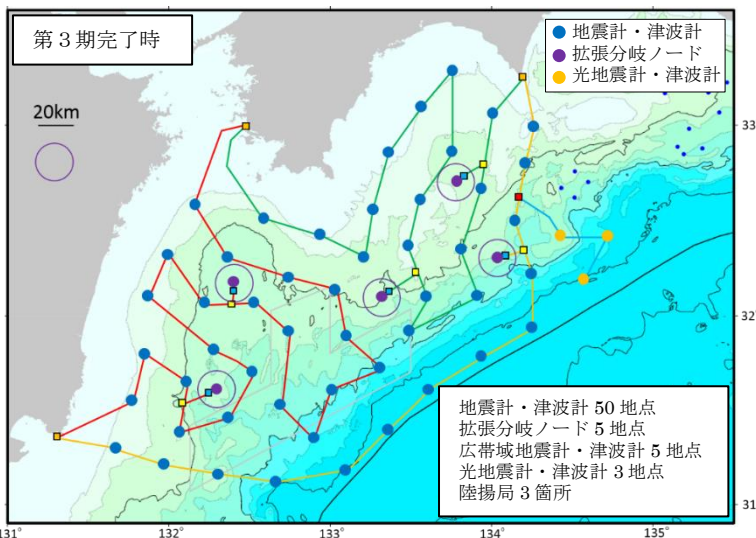 第３期完了時
地震計・津波計
拡張分岐ノード
光地震計・津波計
20km
33
32
地震計・津波計 50 地点
拡張分岐ノード 5 地点
広帯域地震計・津波計 5 地点
光地震計・津波計 3 地点
陸揚局 3 箇所
31
131° 132° 133° 134° 135°